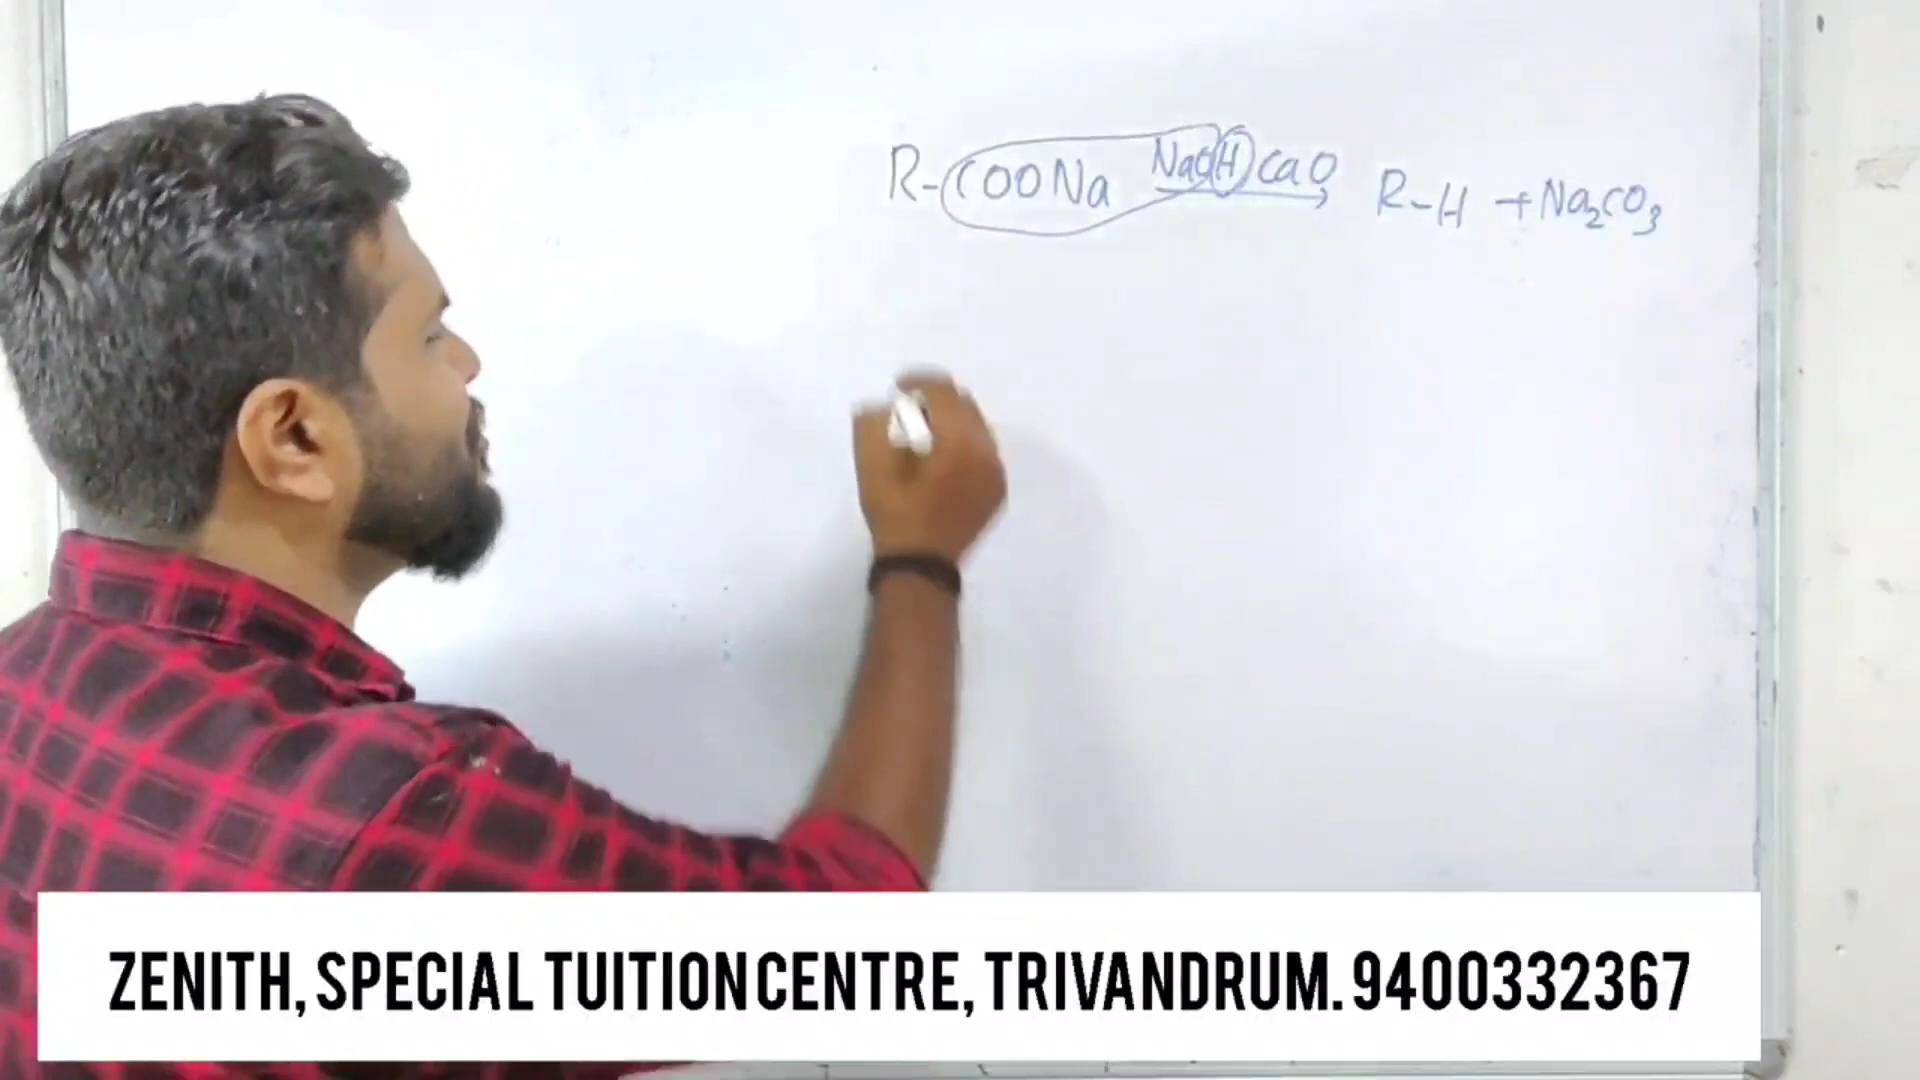 R-COONa NaOH CaO R-H + Na₂CO₃
ZENITH, SPECIAL TUITION CENTRE, TRIVANDRUM. 9400332367